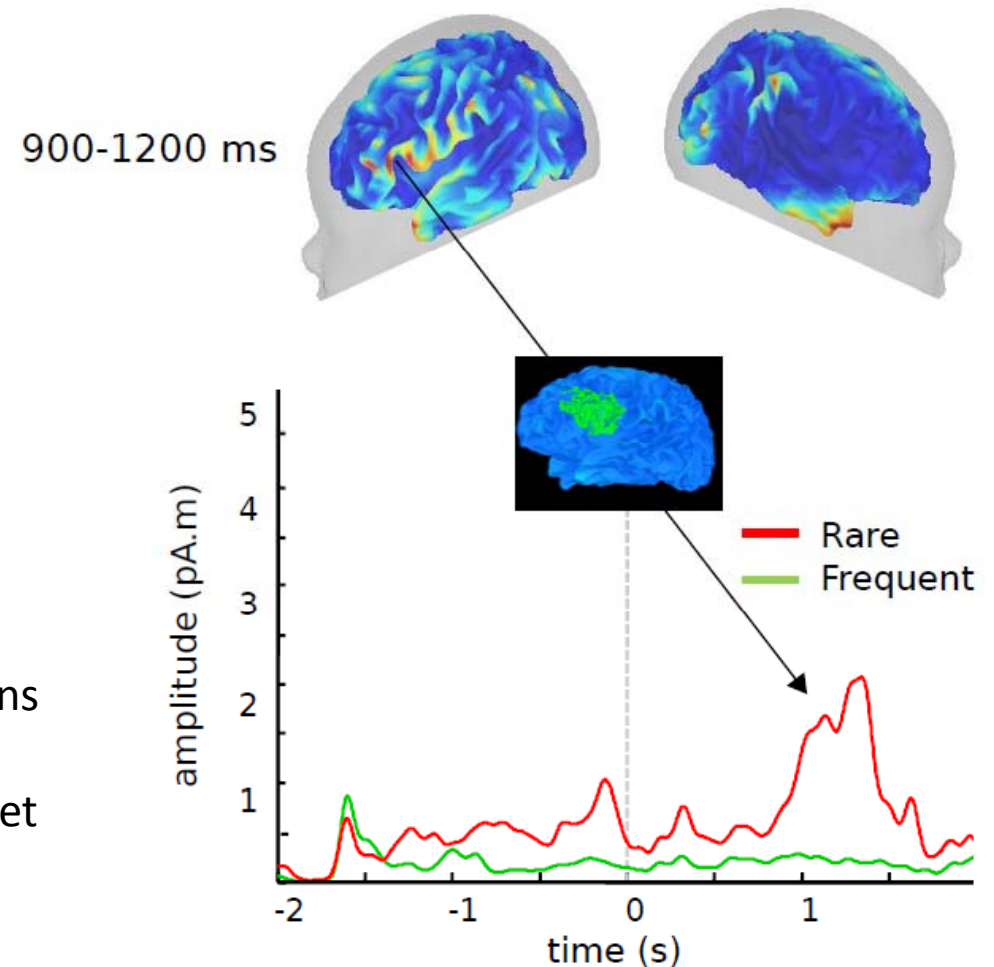 900-1200 ms
5
4
3
2
1
amplitude (pA.m)
Rare
Frequent
ns
et
-2 -1 0 1
time (s)